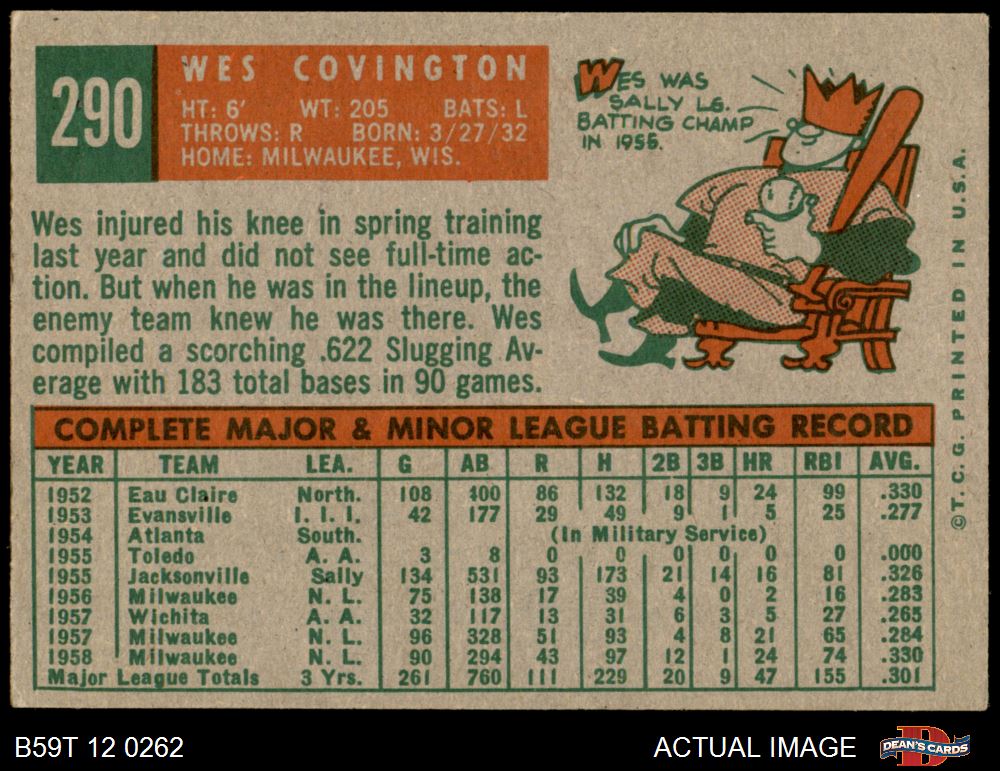 290
WES COVINGTON
HT: 6' WT: 205 BATS: L
THROWS: R BORN: 3/27/32
HOME: MILWAUKEE, WIS.
WES WAS
SALLY LG.
BATTING CHAMP
IN 1955.
Wes injured his knee in spring training
last year and did not see full-time ac-
tion. But when he was in the lineup, the
enemy team knew he was there. Wes
compiled a scorching .622 Slugging Av-
erage with 183 total bases in 90 games.
COMPLETE MAJOR & MINOR LEAGUE BATTING RECORD
YEAR TEAM LEA. G AB R H 2B 3B HR RBI AVG.
1952 Eau Claire North. 108 400 86 132 18 9 24 99 .330
1953 Evansville I. I. I. 42 177 29 49 9 1 5 25 .277
1954 Atlanta South. (In Military Service)
1955 Toledo A. A. 3 8 0 0 0 0 0 0 .000
1955 Jacksonville Sally 134 531 93 173 21 14 16 81 .326
1956 Milwaukee N. L. 75 138 17 39 4 0 2 16 .283
1957 Wichita A. A. 32 117 13 31 6 3 5 27 .265
1957 Milwaukee N. L. 96 328 51 93 4 8 21 65 .284
1958 Milwaukee N. L. 90 294 43 97 12 1 24 74 .330
Major League Totals 3 Yrs. 261 760 111 229 20 9 47 155 .301
©T. C. G. PRINTED IN U.S.A.
B59T 12 0262
ACTUAL IMAGE
D
DEAN'S CARDS